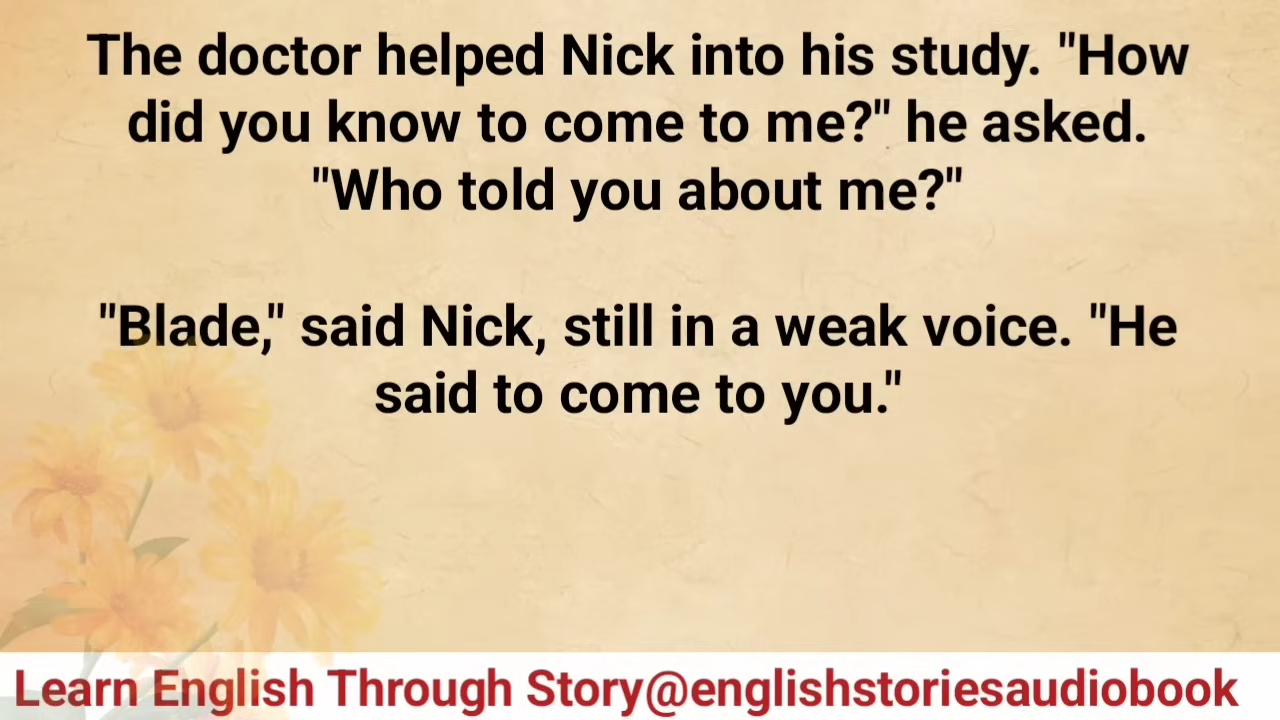 The doctor helped Nick into his study. "How
did you know to come to me?" he asked.
"Who told you about me?"
"Blade," said Nick, still in a weak voice. "He
said to come to you."
Learn English Through Story@englishstoriesaudiobook